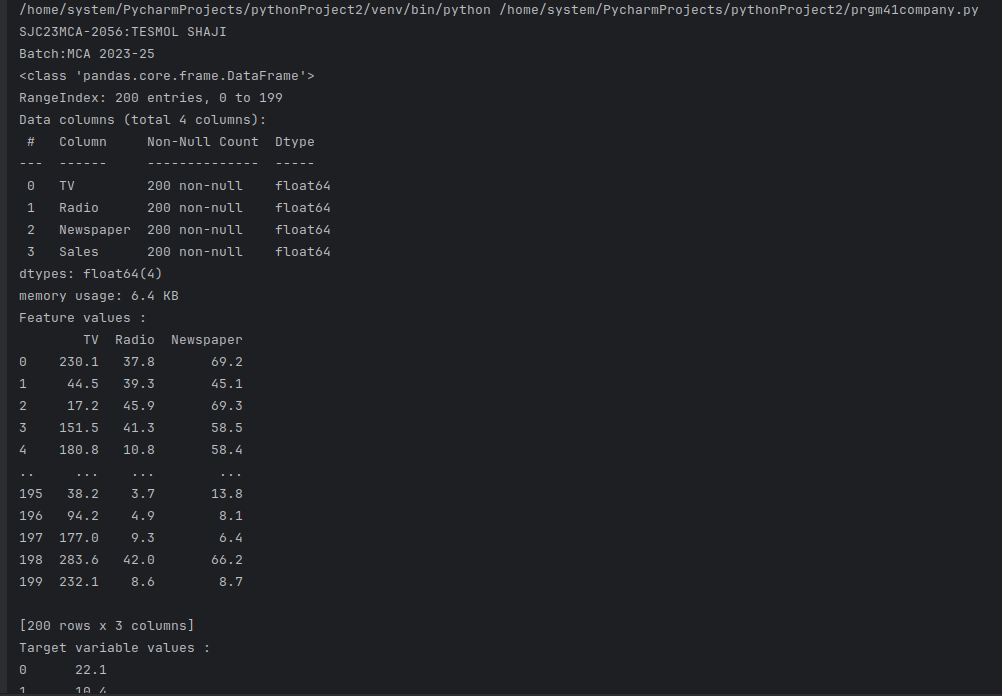 /home/system/PycharmProjects/pythonProject2/venv/bin/python /home/system/PycharmProjects/pythonProject2/prgm41company.py
SJC23MCA-2056:TESMOL SHAJI
Batch:MCA 2023-25
<class 'pandas.core.frame.DataFrame'>
RangeIndex: 200 entries, 0 to 199
Data columns (total 4 columns):
 #   Column     Non-Null Count  Dtype
---  ------     --------------  -----
 0   TV         200 non-null    float64
 1   Radio      200 non-null    float64
 2   Newspaper  200 non-null    float64
 3   Sales      200 non-null    float64
dtypes: float64(4)
memory usage: 6.4 KB
Feature values :
        TV  Radio  Newspaper
0    230.1   37.8       69.2
1     44.5   39.3       45.1
2     17.2   45.9       69.3
3    151.5   41.3       58.5
4    180.8   10.8       58.4
..     ...    ...        ...
195   38.2    3.7       13.8
196   94.2    4.9        8.1
197  177.0    9.3        6.4
198  283.6   42.0       66.2
199  232.1    8.6        8.7
[200 rows x 3 columns]
Target variable values :
0      22.1
1      10.4